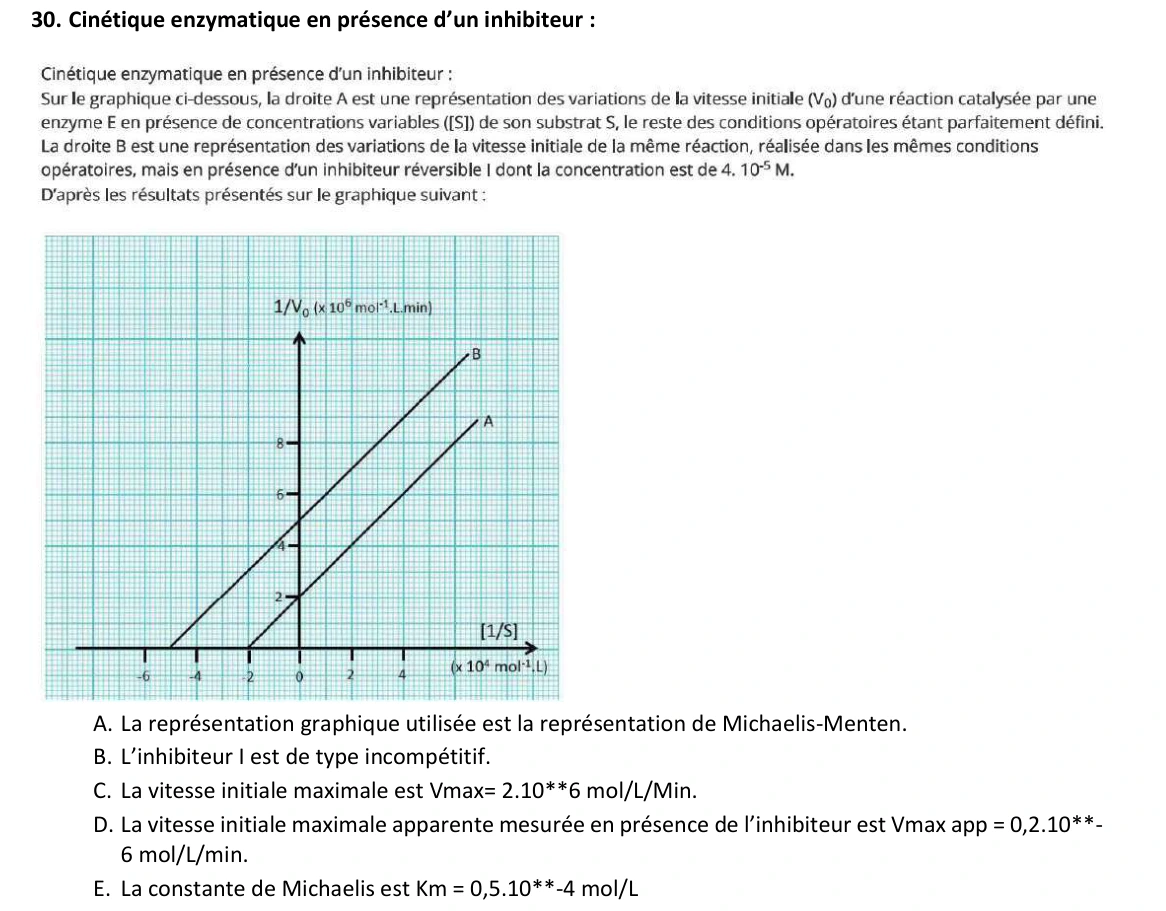 30. Cinétique enzymatique en présence d’un inhibiteur :
Cinétique enzymatique en présence d'un inhibiteur :
Sur le graphique ci-dessous, la droite A est une représentation des variations de la vitesse initiale (V₀) d'une réaction catalysée par une
enzyme E en présence de concentrations variables ([S]) de son substrat S, le reste des conditions opératoires étant parfaitement défini.
La droite B est une représentation des variations de la vitesse initiale de la même réaction, réalisée dans les mêmes conditions
opératoires, mais en présence d'un inhibiteur réversible I dont la concentration est de 4. 10⁻⁵ M.
D'après les résultats présentés sur le graphique suivant :
1/V₀ (x 10⁶ mol⁻¹.L.min)
B
A
8
6
4
2
[1/S]
-6 -4 -2 0 2 4 (x 10⁴ mol⁻¹.L)
A. La représentation graphique utilisée est la représentation de Michaelis-Menten.
B. L’inhibiteur I est de type incompétitif.
C. La vitesse initiale maximale est Vmax= 2.10**6 mol/L/Min.
D. La vitesse initiale maximale apparente mesurée en présence de l’inhibiteur est Vmax app = 0,2.10**-
6 mol/L/min.
E. La constante de Michaelis est Km = 0,5.10**-4 mol/L